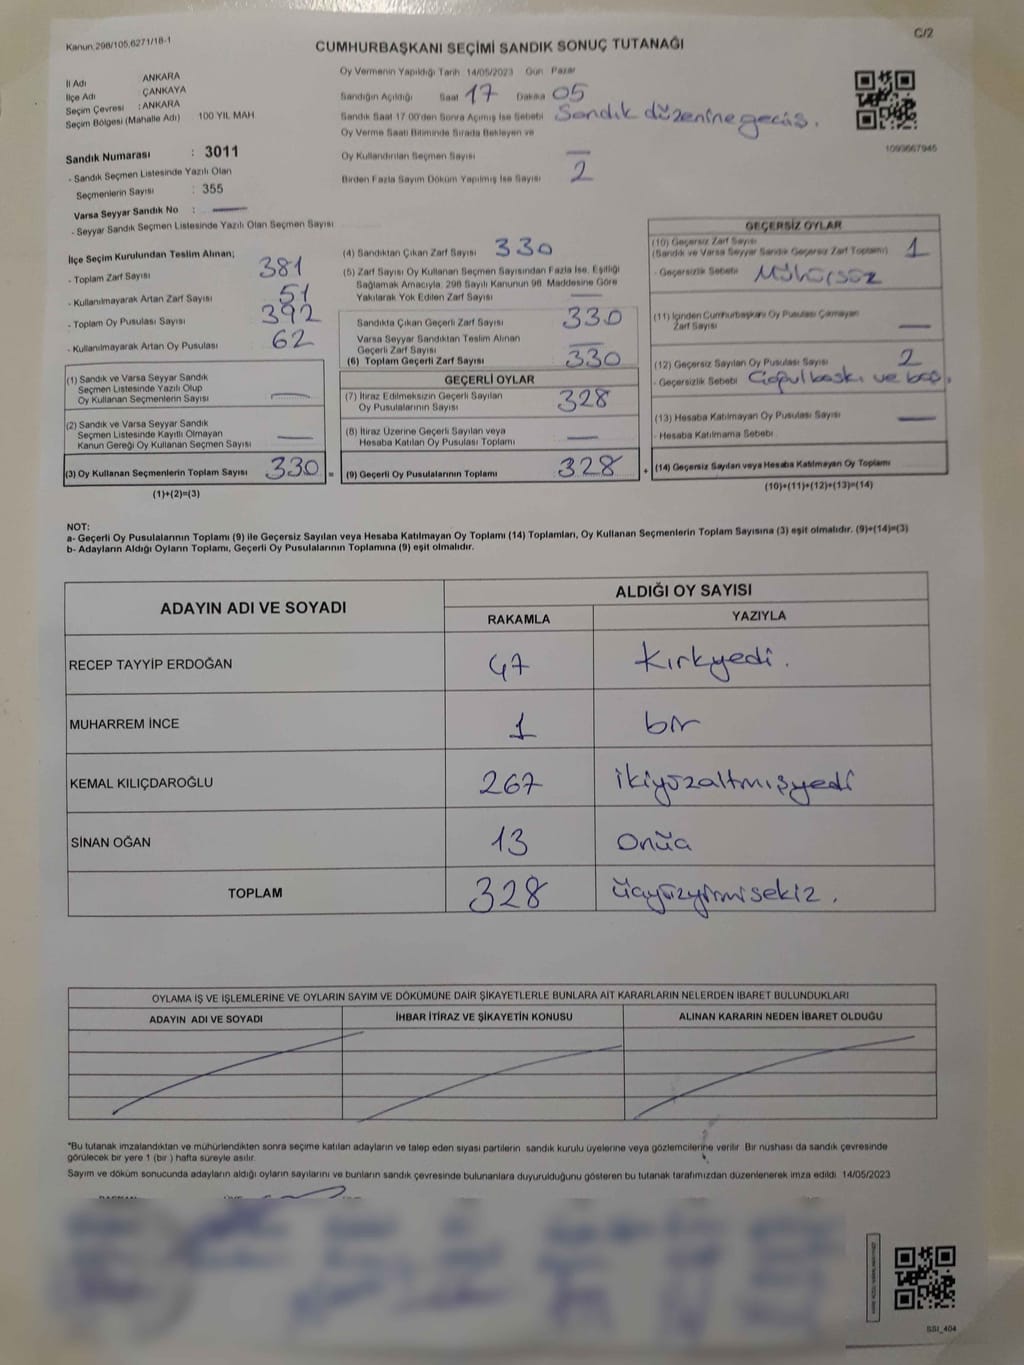 Kanun.298/105,6271/18-1
C/2
CUMHURBAŞKANI SEÇİMİ SANDIK SONUÇ TUTANAĞI
İl Adı ANKARA
İlçe Adı ÇANKAYA
Seçim Çevresi : ANKARA
Seçim Bölgesi (Mahalle Adı) 100 YIL MAH
Sandık Numarası : 3011
- Sandık Seçmen Listesinde Yazılı Olan
Seçmenlerin Sayısı : 355
Varsa Seyyar Sandık No :
- Seyyar Sandık Seçmen Listesinde Yazılı Olan Seçmen Sayısı
Oy Vermenin Yapıldığı Tarih 14/05/2023 Gün Pazar
Sandığın Açıldığı Saat 17 Dakika 05
Sandık Saat 17.00'den Sonra Açılmış İse Sebebi Sandık düzenine geçiş.
Oy Verme Saati Bitiminde Sırada Bekleyen ve
Oy Kullandırılan Seçmen Sayısı —
Birden Fazla Sayım Döküm Yapılmış İse Sayısı 2
1093667945
İlçe Seçim Kurulundan Teslim Alınan;
- Toplam Zarf Sayısı 381
- Kullanılmayarak Artan Zarf Sayısı 51
- Toplam Oy Pusulası Sayısı 392
- Kullanılmayarak Artan Oy Pusulası 62
(1) Sandık ve Varsa Seyyar Sandık
Seçmen Listesinde Yazılı Olup
Oy Kullanan Seçmenlerin Sayısı —
(2) Sandık ve Varsa Seyyar Sandık
Seçmen Listesinde Kayıtlı Olmayan
Kanun Gereği Oy Kullanan Seçmen Sayısı —
(3) Oy Kullanan Seçmenlerin Toplam Sayısı 330 =
(1)+(2)=(3)
(4) Sandıktan Çıkan Zarf Sayısı 330
(5) Zarf Sayısı Oy Kullanan Seçmen Sayısından Fazla İse, Eşitliği
Sağlamak Amacıyla, 298 Sayılı Kanunun 98. Maddesine Göre
Yakılarak Yok Edilen Zarf Sayısı —
Sandıkta Çıkan Geçerli Zarf Sayısı 330
Varsa Seyyar Sandıktan Teslim Alınan
Geçerli Zarf Sayısı —
(6) Toplam Geçerli Zarf Sayısı 330
GEÇERLİ OYLAR
(7) İtiraz Edilmeksizin Geçerli Sayılan
Oy Pusulalarının Sayısı 328
(8) İtiraz Üzerine Geçerli Sayılan veya
Hesaba Katılan Oy Pusulası Toplamı —
(9) Geçerli Oy Pusulalarının Toplamı 328 +
GEÇERSİZ OYLAR
(10) Geçersiz Zarf Sayısı
(Sandık ve Varsa Seyyar Sandık Geçersiz Zarf Toplamı) 1
- Geçersizlik Sebebi Mühürsüz
(11) İçinden Cumhurbaşkanı Oy Pusulası Çıkmayan
Zarf Sayısı —
(12) Geçersiz Sayılan Oy Pusulası Sayısı 2
- Geçersizlik Sebebi ve
(13) Hesaba Katılmayan Oy Pusulası Sayısı —
- Hesaba Katılmama Sebebi
(14) Geçersiz Sayılan veya Hesaba Katılmayan Oy Toplamı
(10)+(11)+(12)+(13)=(14)
NOT:
a- Geçerli Oy Pusulalarının Toplamı (9) ile Geçersiz Sayılan veya Hesaba Katılmayan Oy Toplamı (14) Toplamları, Oy Kullanan Seçmenlerin Toplam Sayısına (3) eşit olmalıdır. (9)+(14)=(3)
b- Adayların Aldığı Oyların Toplamı, Geçerli Oy Pusulalarının Toplamına (9) eşit olmalıdır.
ADAYIN ADI VE SOYADI
ALDIĞI OY SAYISI
RAKAMLA YAZIYLA
RECEP TAYYİP ERDOĞAN 47 Kırkyedi.
MUHARREM İNCE 1 bir
KEMAL KILIÇDAROĞLU 267 ikiyüzaltmışyedi
SİNAN OĞAN 13 Onüç
TOPLAM 328 üçyüzyirmisekiz.
OYLAMA İŞ VE İŞLEMLERİNE VE OYLARIN SAYIM VE DÖKÜMÜNE DAİR ŞİKAYETLERLE BUNLARA AİT KARARLARIN NELERDEN İBARET BULUNDUKLARI
ADAYIN ADI VE SOYADI İHBAR İTİRAZ VE ŞİKAYETİN KONUSU ALINAN KARARIN NEDEN İBARET OLDUĞU
*Bu tutanak imzalandıktan ve mühürlendikten sonra seçime katılan adayların ve talep eden siyasi partilerin sandık kurulu üyelerine veya gözlemcilerine verilir. Bir nüshası da sandık çevresinde
görülecek bir yere 1 (bir ) hafta süreyle asılır.
Sayım ve döküm sonucunda adayların aldığı oyların sayılarını ve bunların sandık çevresinde bulunanlara duyurulduğunu gösteren bu tutanak tarafımızdan düzenlenerek imza edildi 14/05/2023
SSI_404